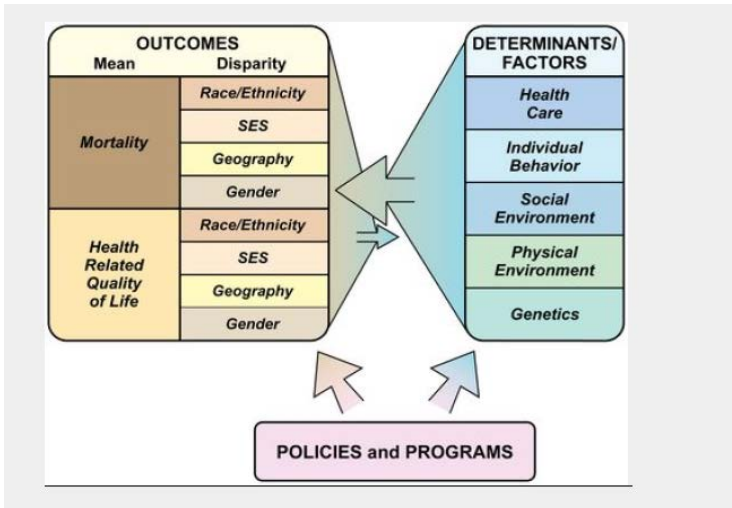 OUTCOMES
Mean Disparity
Mortality
Race/Ethnicity
SES
Geography
Gender
Health
Related
Quality
of Life
Race/Ethnicity
SES
Geography
Gender
DETERMINANTS/
FACTORS
Health
Care
Individual
Behavior
Social
Environment
Physical
Environment
Genetics
POLICIES and PROGRAMS